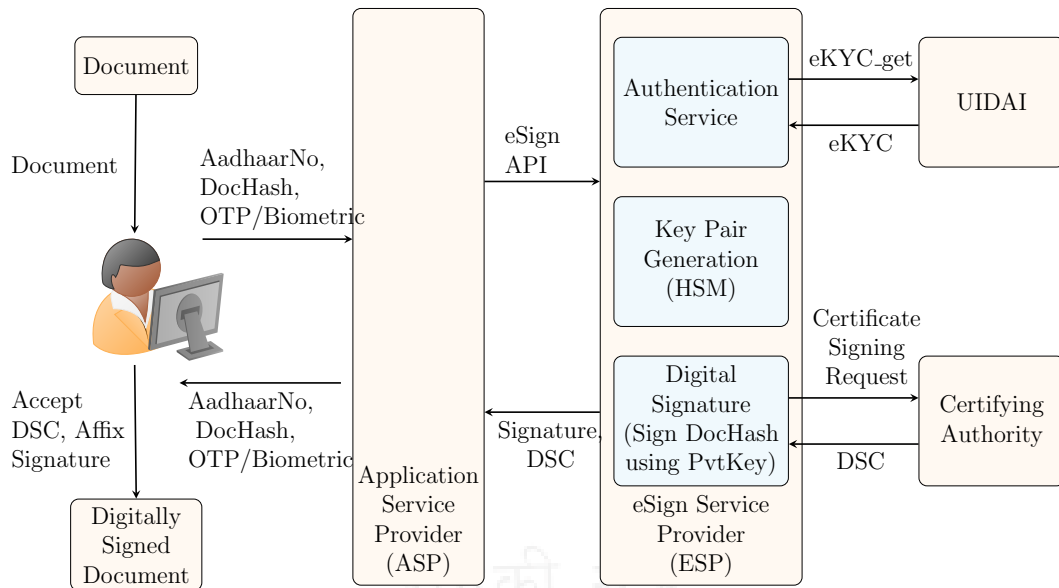 Document
Document
AadhaarNo,
DocHash,
OTP/Biometric
Accept
DSC, Affix
Signature
AadhaarNo,
DocHash,
OTP/Biometric
Digitally
Signed
Document
Application
Service
Provider
(ASP)
eSign
API
Signature,
DSC
Authentication
Service
Key Pair
Generation
(HSM)
Digital
Signature
(Sign DocHash
using PvtKey)
eSign Service
Provider
(ESP)
eKYC_get
eKYC
UIDAI
Certificate
Signing
Request
DSC
Certifying
Authority